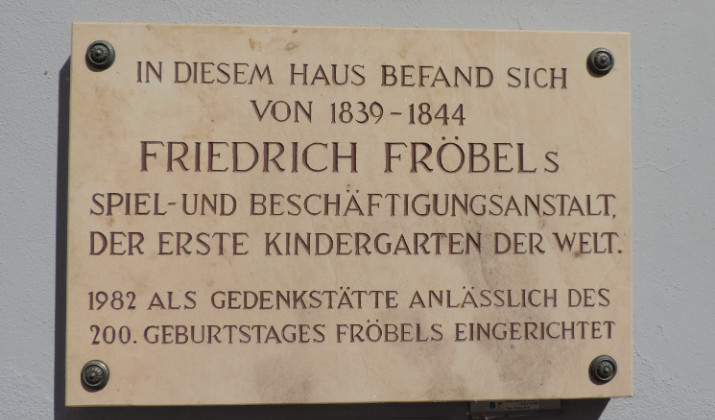 IN DIESEM HAUS BEFAND SICH
VON 1839-1844
FRIEDRICH FRÖBELS
SPIEL-UND BESCHÄFTIGUNGSANSTALT,
DER ERSTE KINDERGARTEN DER WELT.
1982 ALS GEDENKSTÄTTE ANLÄSSLICH DES
200. GEBURTSTAGES FRÖBELS EINGERICHTET